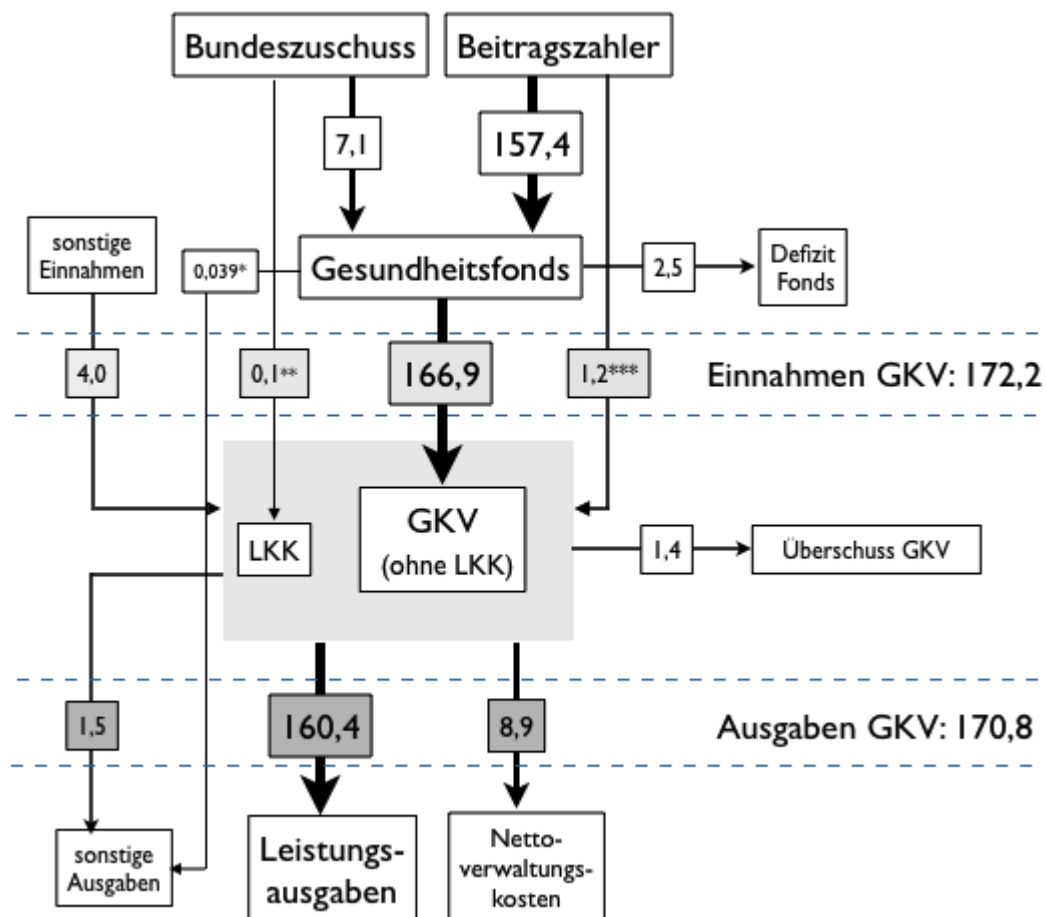 Bundeszuschuss
Beitragszahler
7,1
157,4
sonstige
Einnahmen
0,039*
Gesundheitsfonds
2,5
Defizit
Fonds
4,0
0,1**
166,9
1,2***
Einnahmen GKV: 172,2
LKK
GKV
(ohne LKK)
1,4
Überschuss GKV
1,5
160,4
8,9
Ausgaben GKV: 170,8
sonstige
Ausgaben
Leistungs-
ausgaben
Netto-
verwaltungs-
kosten